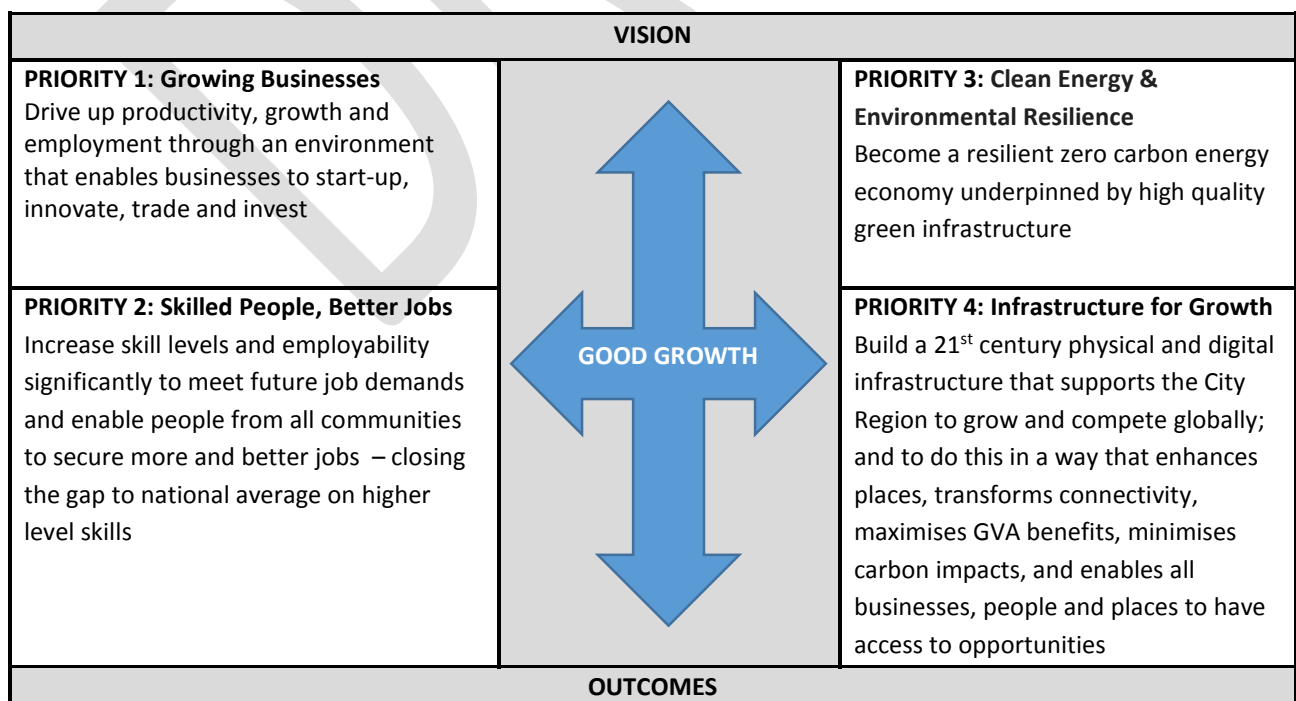 VISION
PRIORITY 1: Growing Businesses
Drive up productivity, growth and
employment through an environment
that enables businesses to start-up,
innovate, trade and invest
PRIORITY 2: Skilled People, Better Jobs
Increase skill levels and employability
significantly to meet future job demands
and enable people from all communities
to secure more and better jobs – closing
the gap to national average on higher
level skills
GOOD GROWTH
PRIORITY 3: Clean Energy &
Environmental Resilience
Become a resilient zero carbon energy
economy underpinned by high quality
green infrastructure
PRIORITY 4: Infrastructure for Growth
Build a 21st century physical and digital
infrastructure that supports the City
Region to grow and compete globally;
and to do this in a way that enhances
places, transforms connectivity,
maximises GVA benefits, minimises
carbon impacts, and enables all
businesses, people and places to have
access to opportunities
OUTCOMES